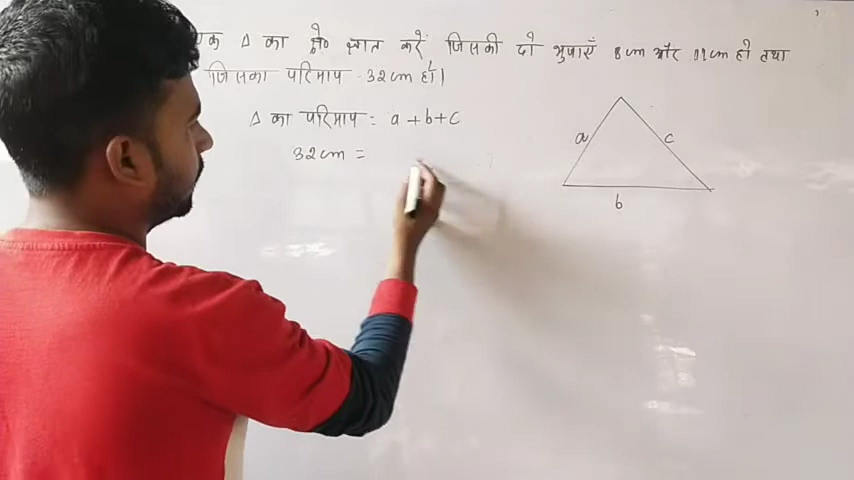 एक Δ का क्षे० ज्ञात करें जिसकी दो भुजाएँ 8cm और 11cm हो तथा
जिसका परिमाप 32cm हो।
Δ का परिमाप = a + b + c
32cm =
a
c
b